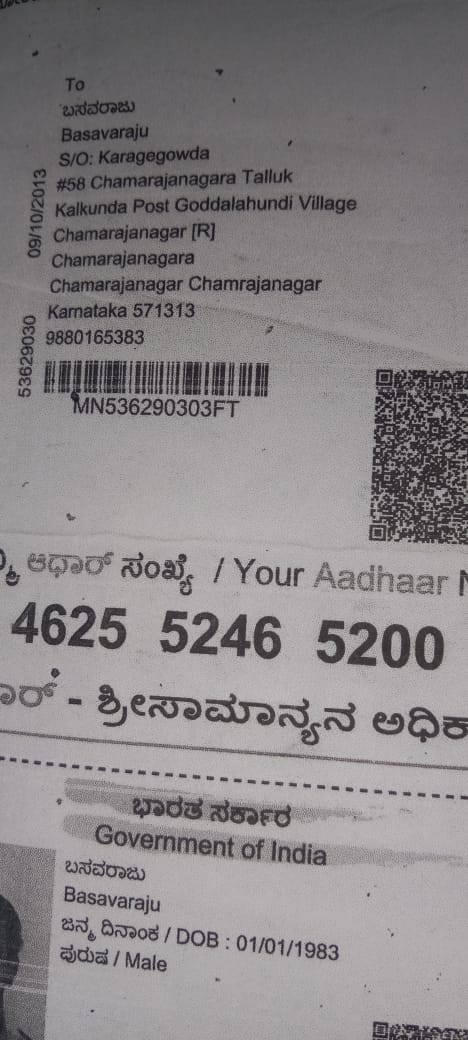 To
ಬಸವರಾಜು
Basavaraju
S/O: Karagegowda
#58 Chamarajanagara Talluk
Kalkunda Post Goddalahundi Village
Chamarajanagar [R]
Chamarajanagara
Chamarajanagar Chamrajanagar
Karnataka 571313
9880165383
09/10/2013
53629030
MN536290303FT
ಆಧಾರ್ ಸಂಖ್ಯೆ / Your Aadhaar
4625 5246 5200
- ಶ್ರೀಸಾಮಾನ್ಯನ
ಭಾರತ ಸರ್ಕಾರ
Government of India
ಬಸವರಾಜು
Basavaraju
ಜನ್ಮ ದಿನಾಂಕ / DOB : 01/01/1983
ಪುರುಷ / Male